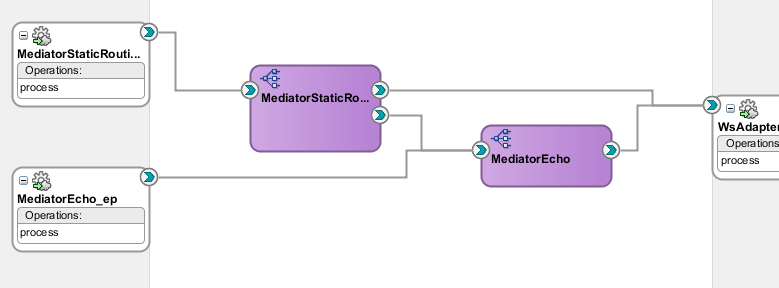 MediatorStaticRouti...
Operations:
process
MediatorStaticRo...
MediatorEcho
WsAdapter
Operations
process
MediatorEcho_ep
Operations:
process